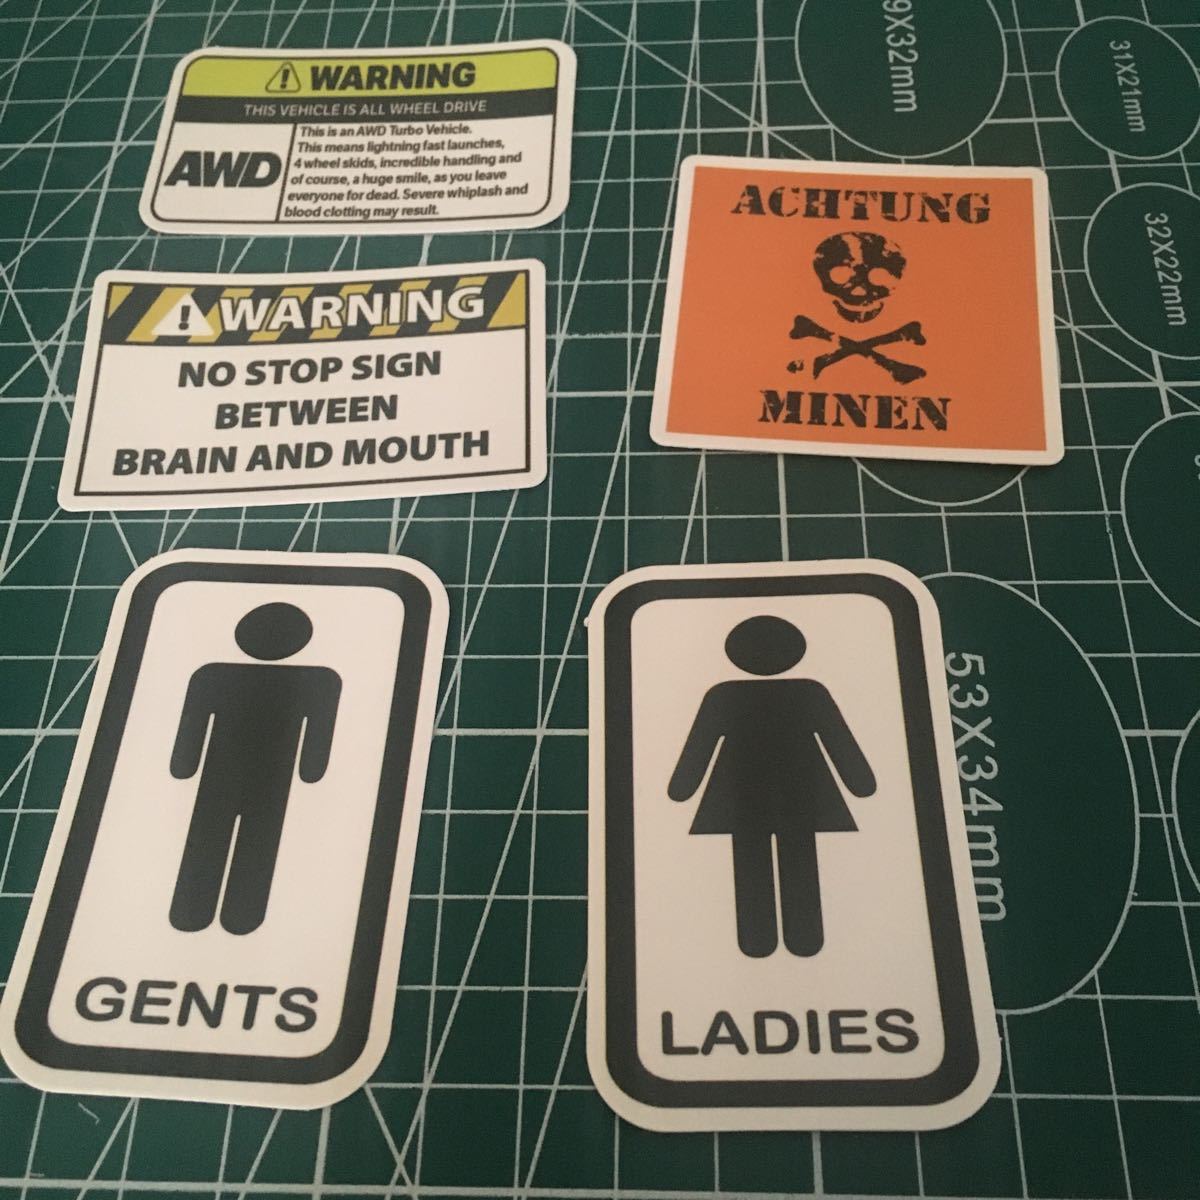 WARNING
THIS VEHICLE IS ALL WHEEL DRIVE
AWD
This is an AWD Turbo Vehicle.
This means lightning fast launches,
4 wheel skids, incredible handling and
of course, a huge smile, as you leave
everyone for dead. Severe whiplash and
blood clotting may result.
WARNING
NO STOP SIGN
BETWEEN
BRAIN AND MOUTH
ACHTUNG
MINEN
GENTS
LADIES
31X21mm
32X22mm
53X34mm